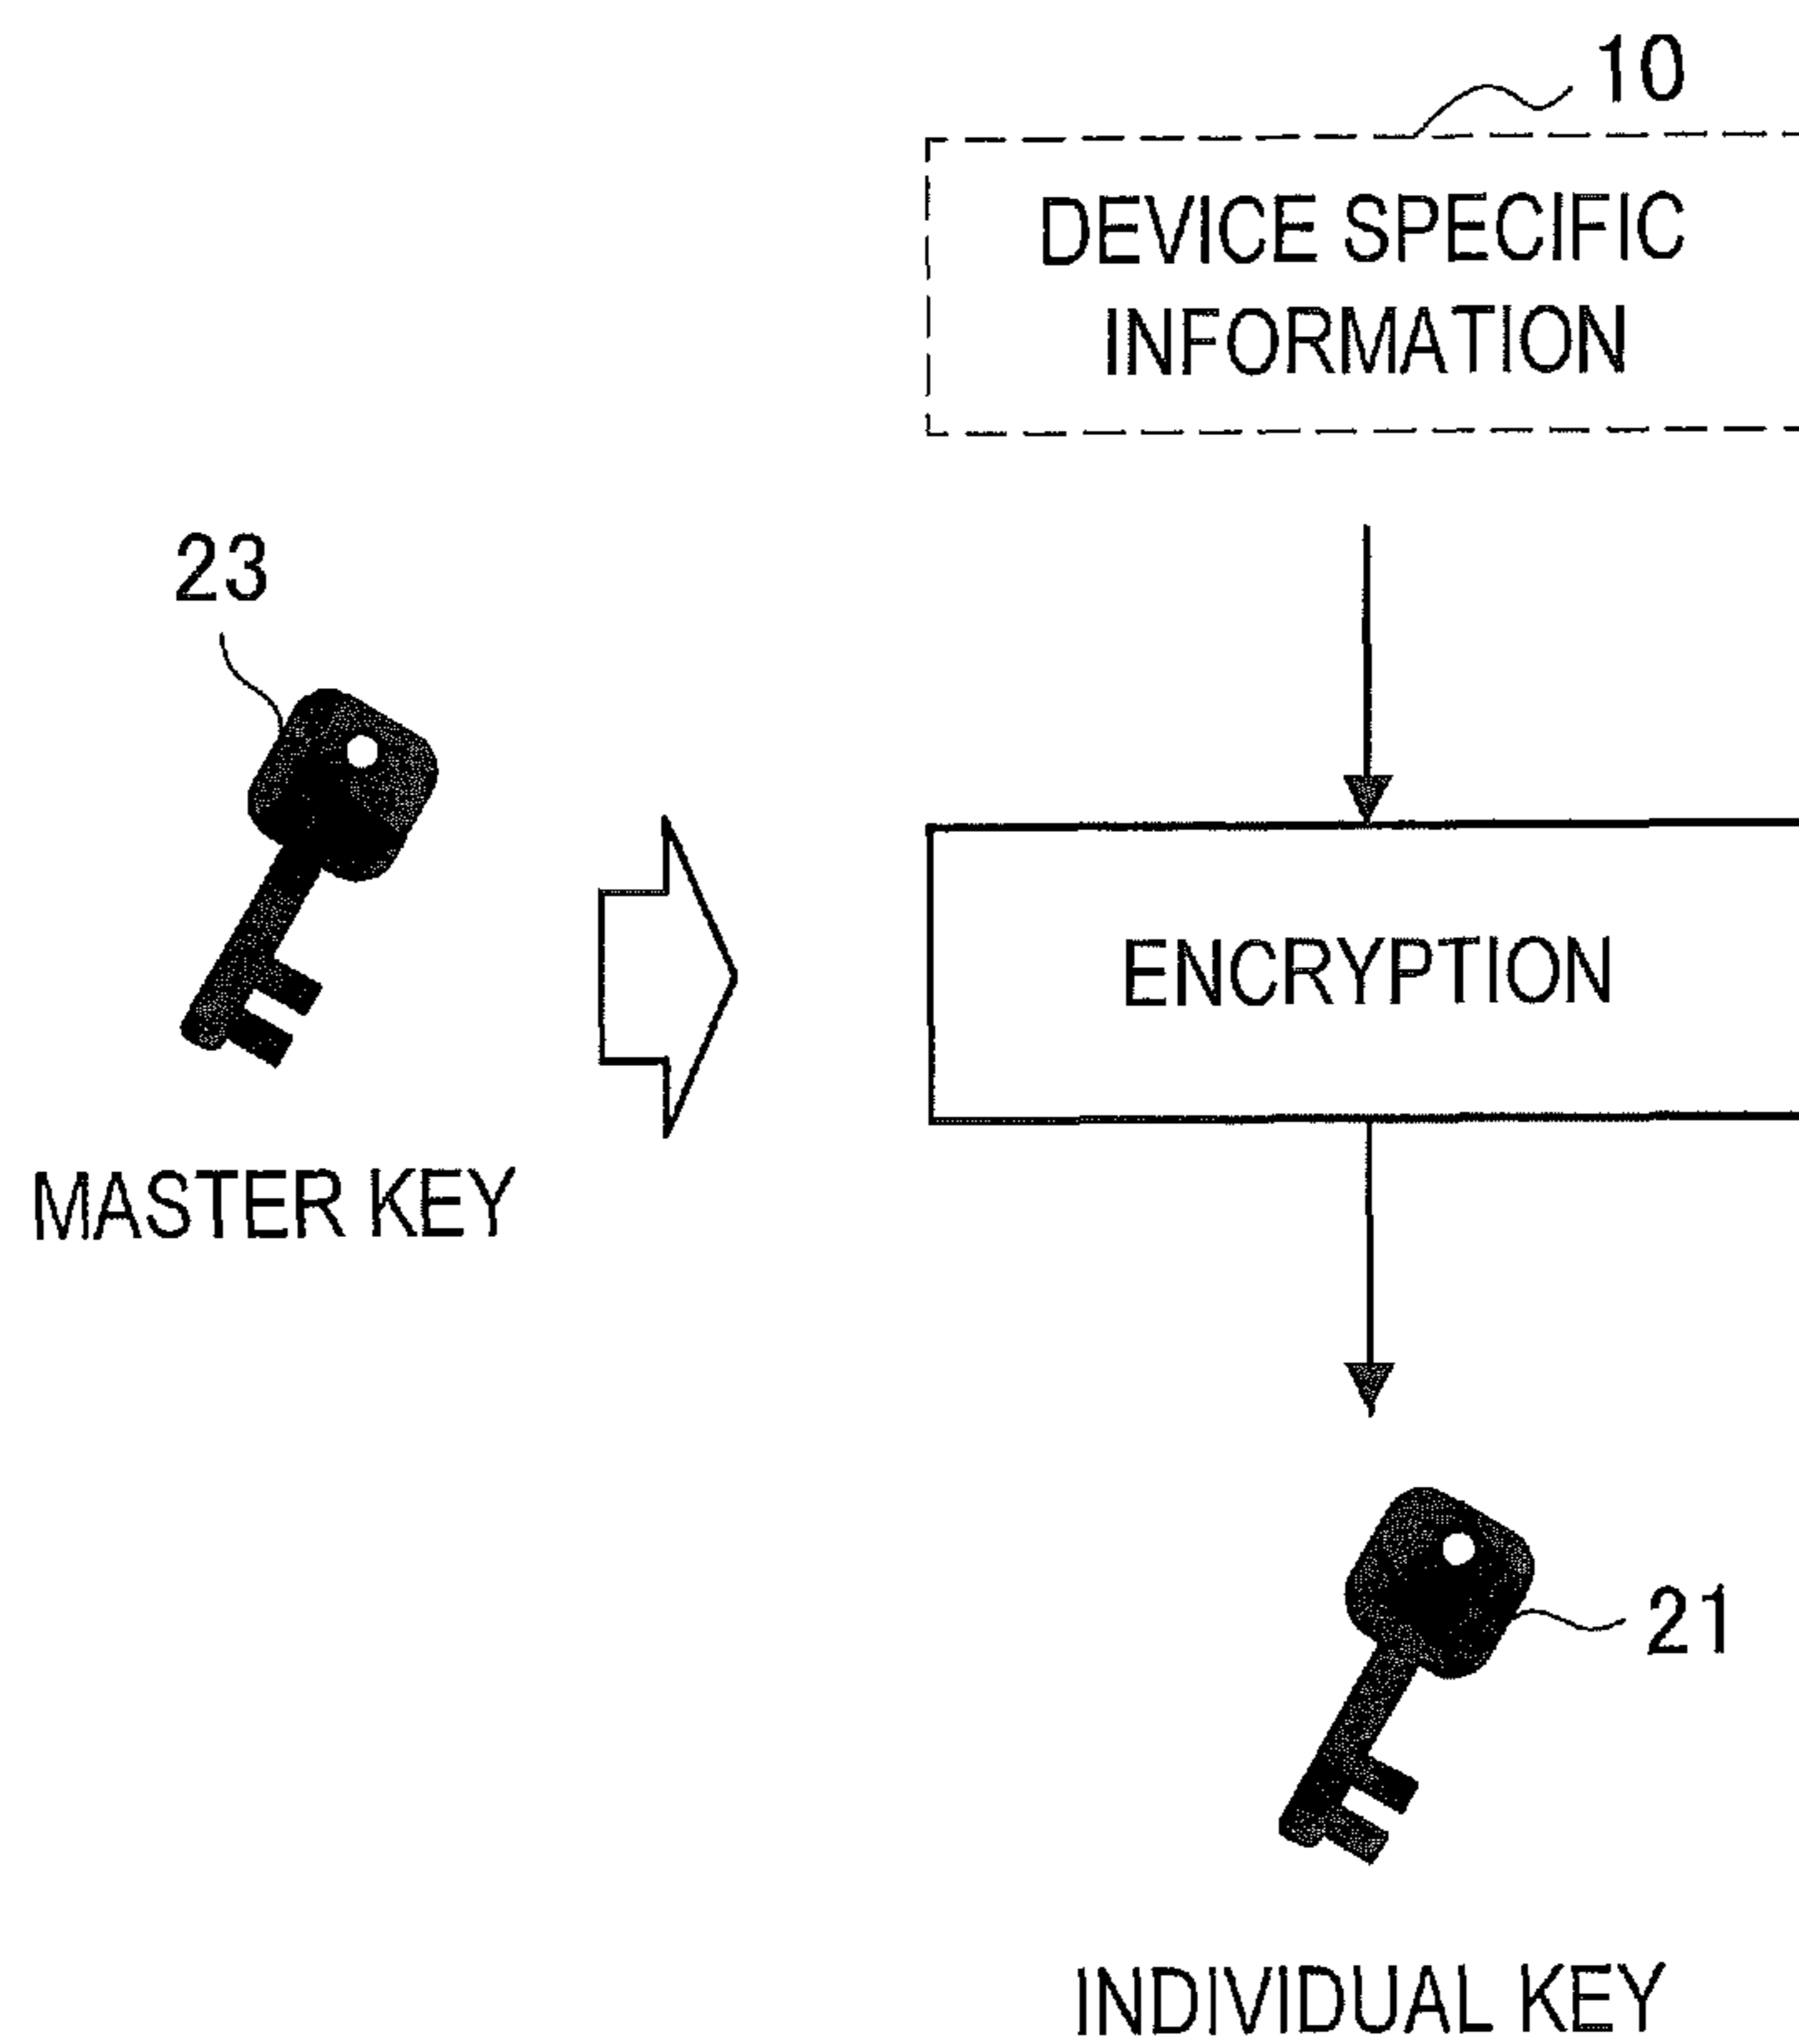 10
DEVICE SPECIFIC
INFORMATION
23
ENCRYPTION
MASTER KEY
21
INDIVIDUAL KEY